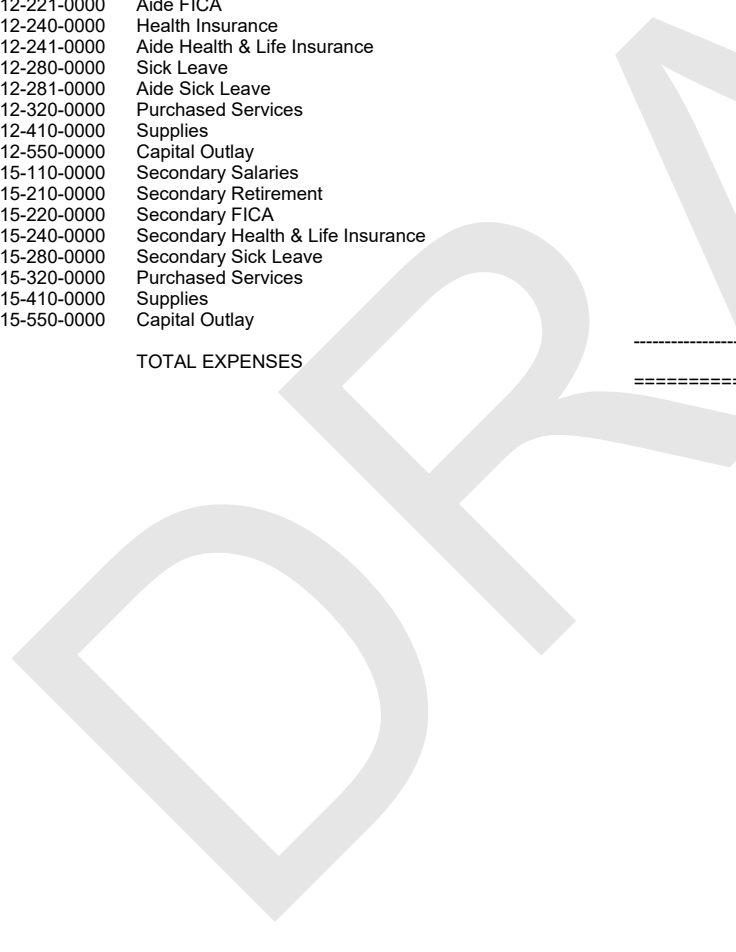 12-221-0000 Aide FICA
12-240-0000 Health Insurance
12-241-0000 Aide Health & Life Insurance
12-280-0000 Sick Leave
12-281-0000 Aide Sick Leave
12-320-0000 Purchased Services
12-410-0000 Supplies
12-550-0000 Capital Outlay
15-110-0000 Secondary Salaries
15-210-0000 Secondary Retirement
15-220-0000 Secondary FICA
15-240-0000 Secondary Health & Life Insurance
15-280-0000 Secondary Sick Leave
15-320-0000 Purchased Services
15-410-0000 Supplies
15-550-0000 Capital Outlay
-----------------
TOTAL EXPENSES
==========
DRA